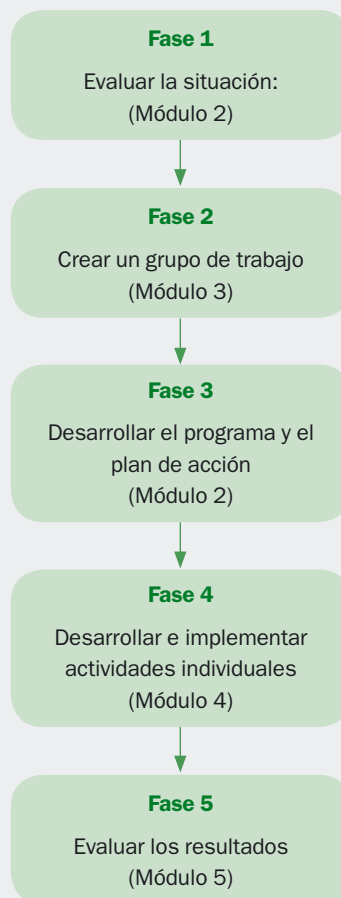 Fase 1
Evaluar la situación:
(Módulo 2)
Fase 2
Crear un grupo de trabajo
(Módulo 3)
Fase 3
Desarrollar el programa y el
plan de acción
(Módulo 2)
Fase 4
Desarrollar e implementar
actividades individuales
(Módulo 4)
Fase 5
Evaluar los resultados
(Módulo 5)